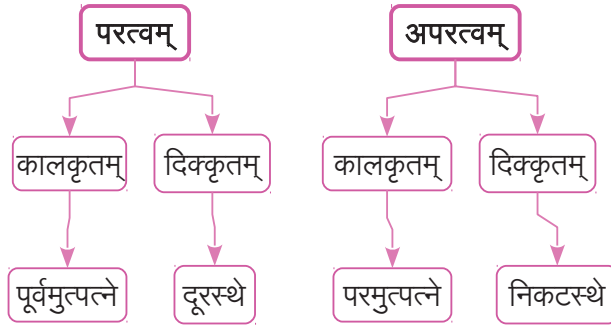 परत्वम् अपरत्वम्
कालकृतम् दिक्कृतम् कालकृतम् दिक्कृतम्
पूर्वमुत्पत्ने दूरस्थे परमुत्पत्ने निकटस्थे